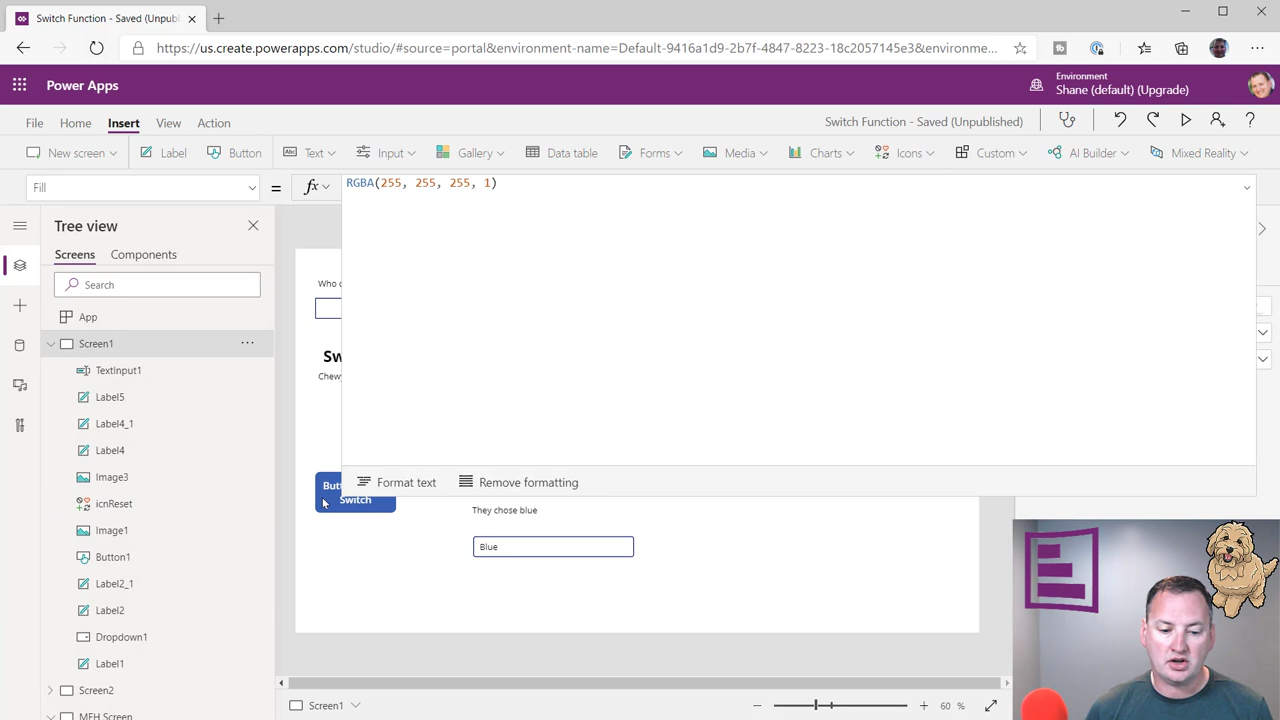 Switch Function - Saved (Unpubl
https://us.create.powerapps.com/studio/#source=portal&environment-name=Default-9416a1d9-2b7f-4847-8223-18c2057145e3&environme...
Power Apps
Environment
Shane (default) (Upgrade)
File Home Insert View Action
Switch Function - Saved (Unpublished)
New screen Label Button Text Input Gallery Data table Forms Media Charts Icons Custom AI Builder Mixed Reality
Fill = fx RGBA(255, 255, 255, 1)
Tree view
Screens Components
Search
App
Screen1
TextInput1
Label5
Label4_1
Label4
Image3
icnReset
Image1
Button1
Label2_1
Label2
Dropdown1
Label1
Screen2
MEH Screen
Who
Sw
Chew
Format text Remove formatting
But
Switch
They chose blue
Blue
Screen1
60 %